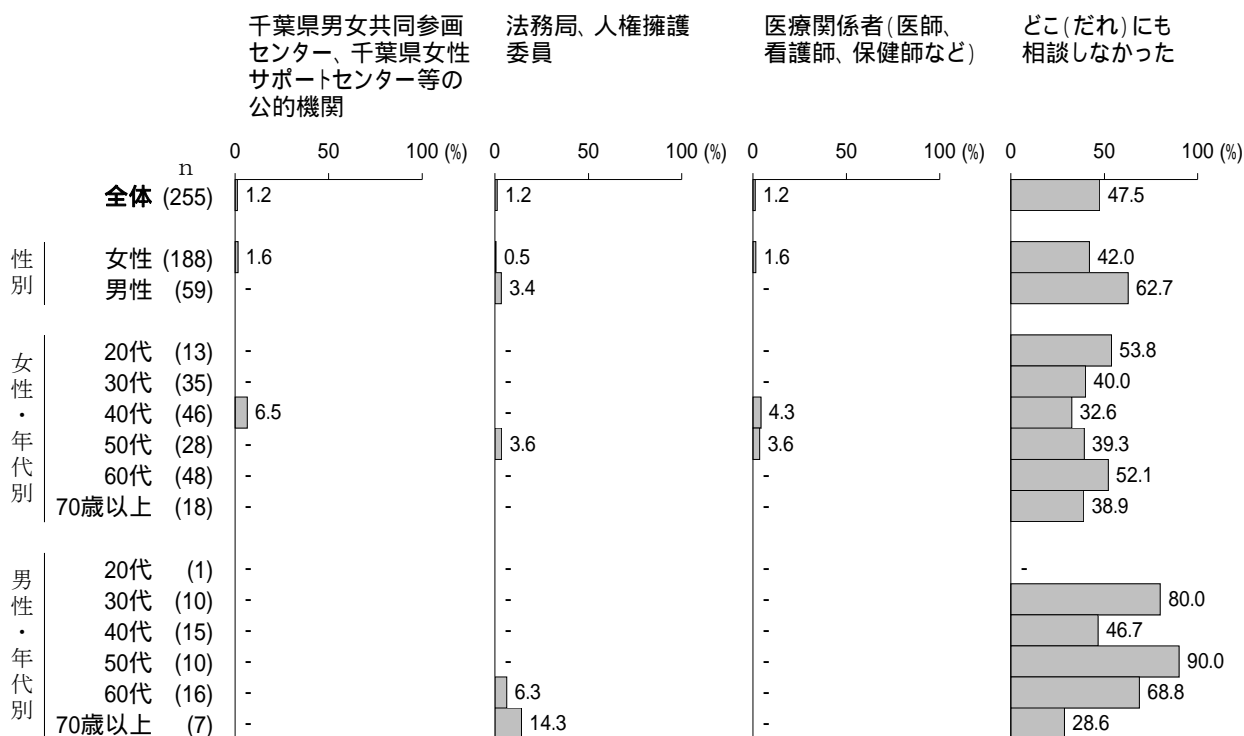 千葉県男女共同参画
センター、千葉県女性
サポートセンター等の
公的機関
法務局、人権擁護
委員
医療関係者(医師、
看護師、保健師など)
どこ(だれ)にも
相談しなかった
n 0 50 100 (%) 0 50 100 (%) 0 50 100 (%) 0 50 100 (%)
全体 (255) 1.2 1.2 1.2 47.5
性別
女性 (188) 1.6 0.5 1.6 42.0
男性 (59) - 3.4 - 62.7
女性・年代別
20代 (13) - - - 53.8
30代 (35) - - - 40.0
40代 (46) 6.5 - 4.3 32.6
50代 (28) - 3.6 3.6 39.3
60代 (48) - - - 52.1
70歳以上 (18) - - - 38.9
男性・年代別
20代 (1) - - - -
30代 (10) - - - 80.0
40代 (15) - - - 46.7
50代 (10) - - - 90.0
60代 (16) - 6.3 - 68.8
70歳以上 (7) - 14.3 - 28.6